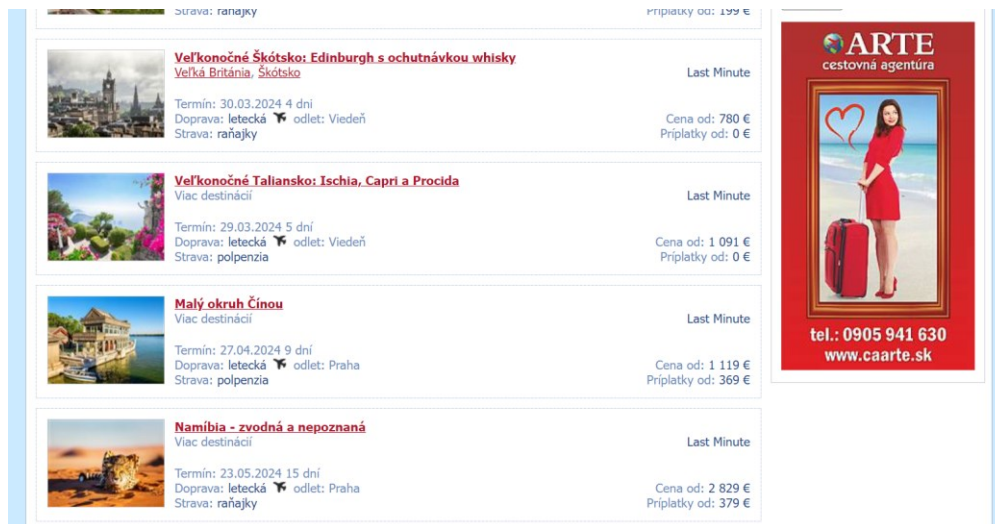 Strava: raňajky
Príplatky od: 199 €
Veľkonočné Škótsko: Edinburgh s ochutnávkou whisky
Veľká Británia, Škótsko
Last Minute
Termín: 30.03.2024 4 dni
Doprava: letecká odlet: Viedeň
Cena od: 780 €
Strava: raňajky
Príplatky od: 0 €
Veľkonočné Taliansko: Ischia, Capri a Procida
Viac destinácií
Last Minute
Termín: 29.03.2024 5 dní
Doprava: letecká odlet: Viedeň
Cena od: 1 091 €
Strava: polpenzia
Príplatky od: 0 €
Malý okruh Čínou
Viac destinácií
Last Minute
Termín: 27.04.2024 9 dní
Doprava: letecká odlet: Praha
Cena od: 1 119 €
Strava: polpenzia
Príplatky od: 369 €
Namíbia - zvodná a nepoznaná
Viac destinácií
Last Minute
Termín: 23.05.2024 15 dní
Doprava: letecká odlet: Praha
Cena od: 2 829 €
Strava: raňajky
Príplatky od: 379 €
ARTE
cestovná agentúra
tel.: 0905 941 630
www.caarte.sk